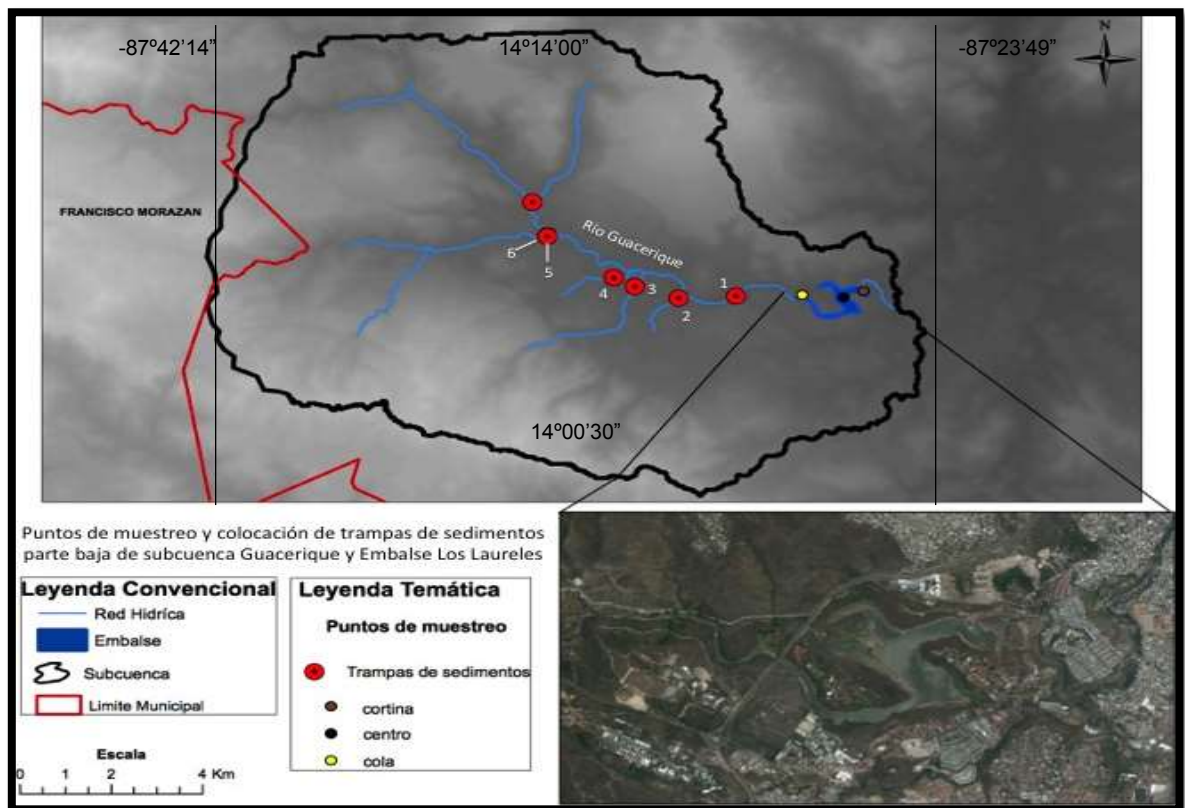 -87º42'14” 14º14'00” -87º23'49”
N
FRANCISCO MORAZAN
Río Guacerique
6
5
4
3
2
1
14º00'30”
Puntos de muestreo y colocación de trampas de sedimentos
parte baja de subcuenca Guacerique y Embalse Los Laureles
Leyenda Convencional
Red Hidríca
Embalse
Subcuenca
Limite Municipal
Escala
0 1 2 4 Km
Leyenda Temática
Puntos de muestreo
Trampas de sedimentos
cortina
centro
cola